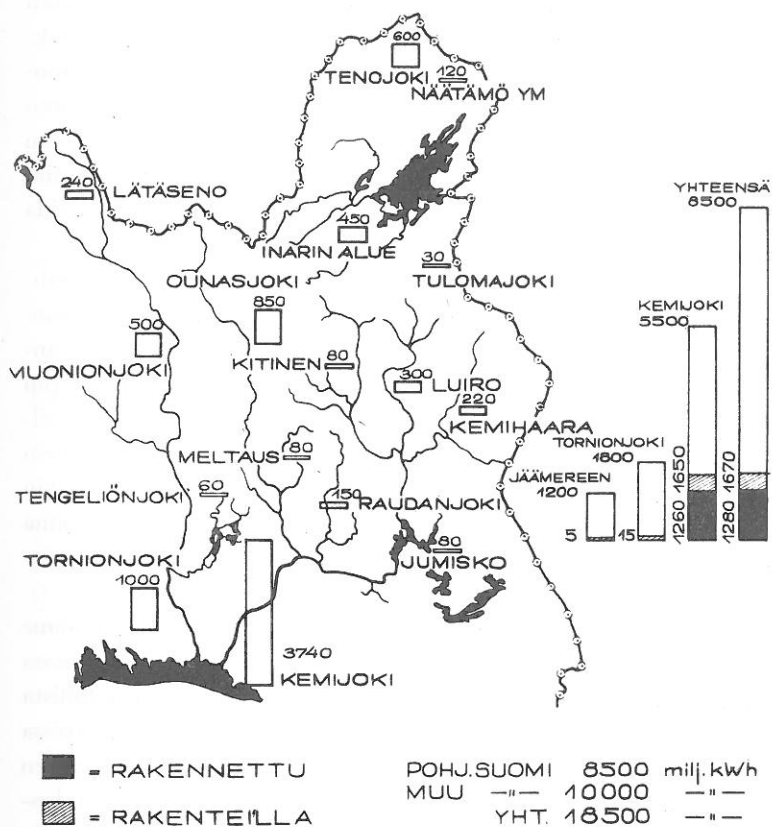 600
TENOJOKI
120
NÄÄTÄMÖ YM
240
LÄTÄSENO
450
INARIN ALUE
30
TULOMAJOKI
OUNASJOKI
850
500
MUONIONJOKI
KITINEN
80
300
LUIRO
220
KEMIHAARA
MELTAUS
80
TENGELIÖNJOKI
60
150
RAUDANJOKI
80
JUMISKO
TORNIONJOKI
1000
3740
KEMIJOKI
YHTEENSÄ
8500
KEMIJOKI
5500
TORNIONJOKI
1800
JÄÄMEREEN
1200
5
15
1260
1650
1280
1670
= RAKENNETTU
= RAKENTEILLA
POHJ.SUOMI 8500 milj.kWh
MUU —"— 10000 —"—
YHT. 18500 —"—